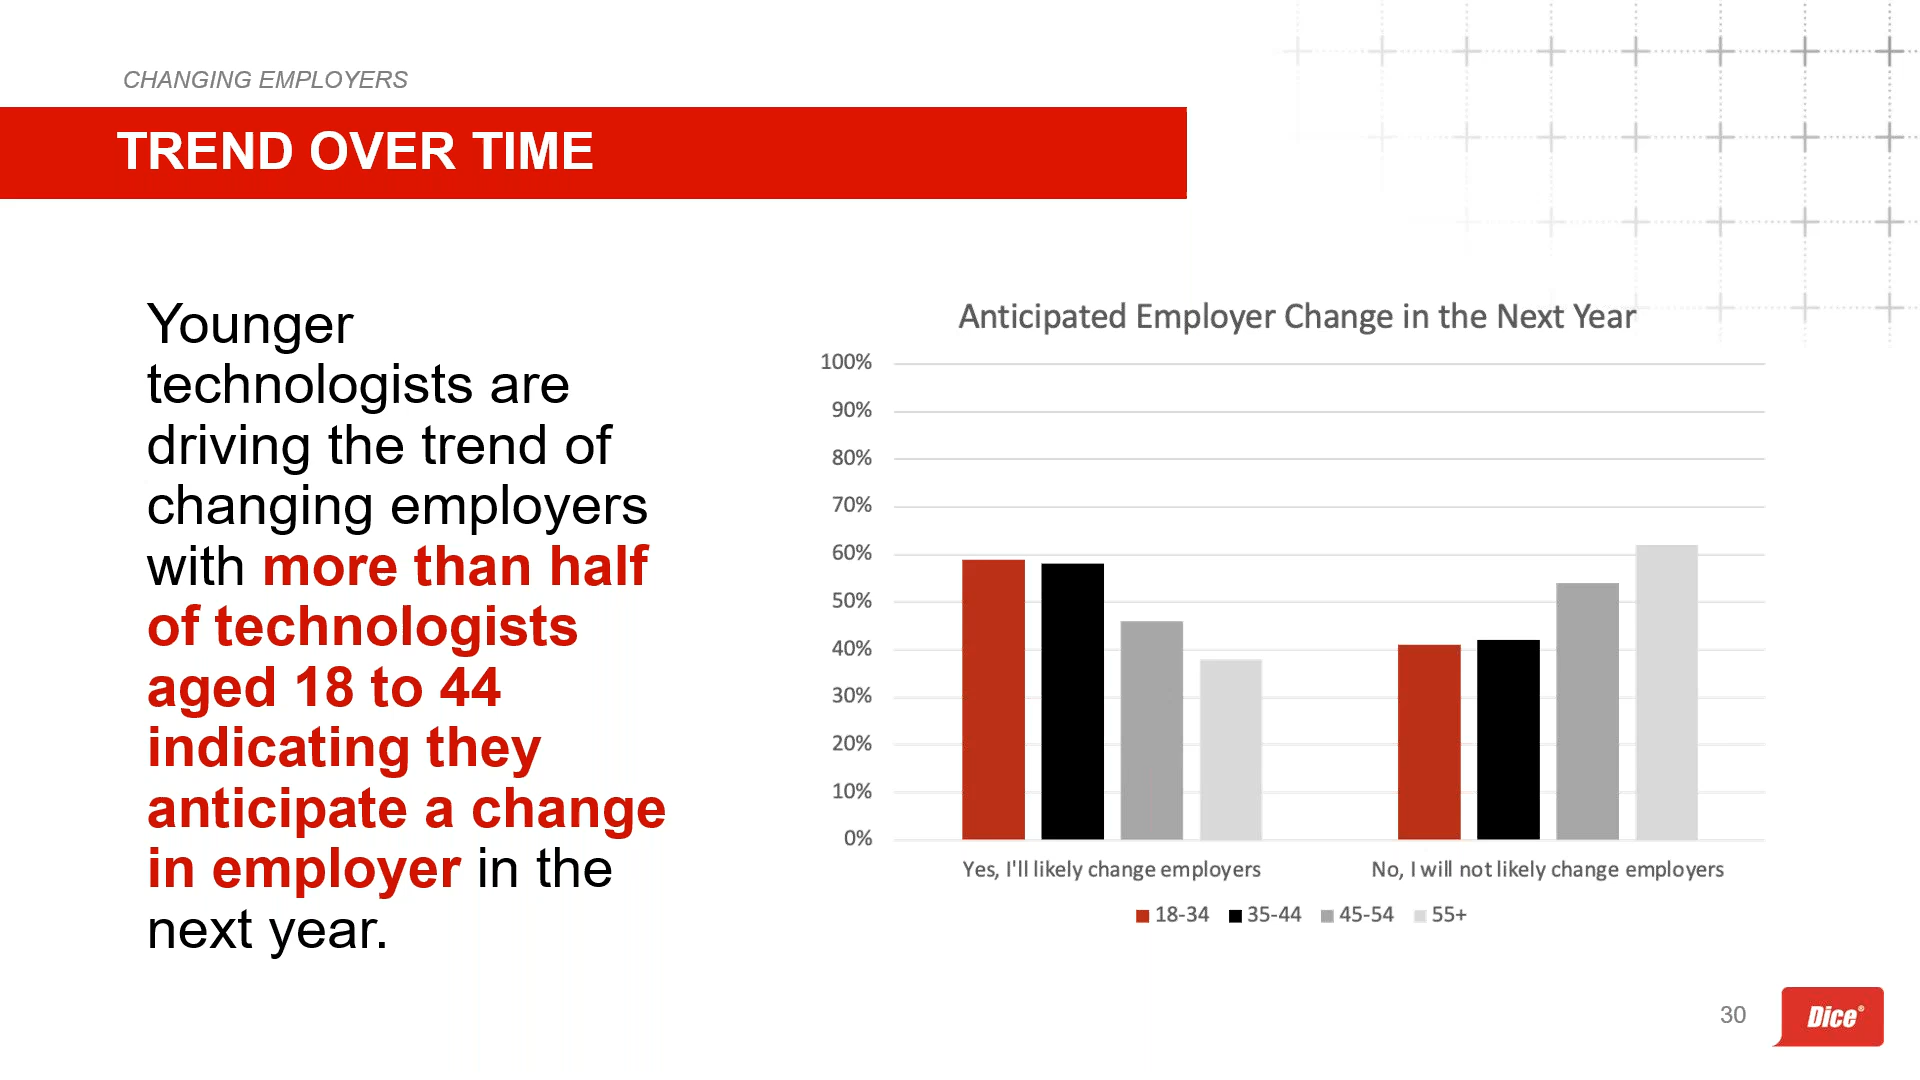 CHANGING EMPLOYERS
TREND OVER TIME
Younger
technologists are
driving the trend of
changing employers
with more than half
of technologists
aged 18 to 44
indicating they
anticipate a change
in employer in the
next year.
Anticipated Employer Change in the Next Year
100%
90%
80%
70%
60%
50%
40%
30%
20%
10%
0%
Yes, I'll likely change employers
No, I will not likely change employers
18-34 35-44 45-54 55+
30
Dice®